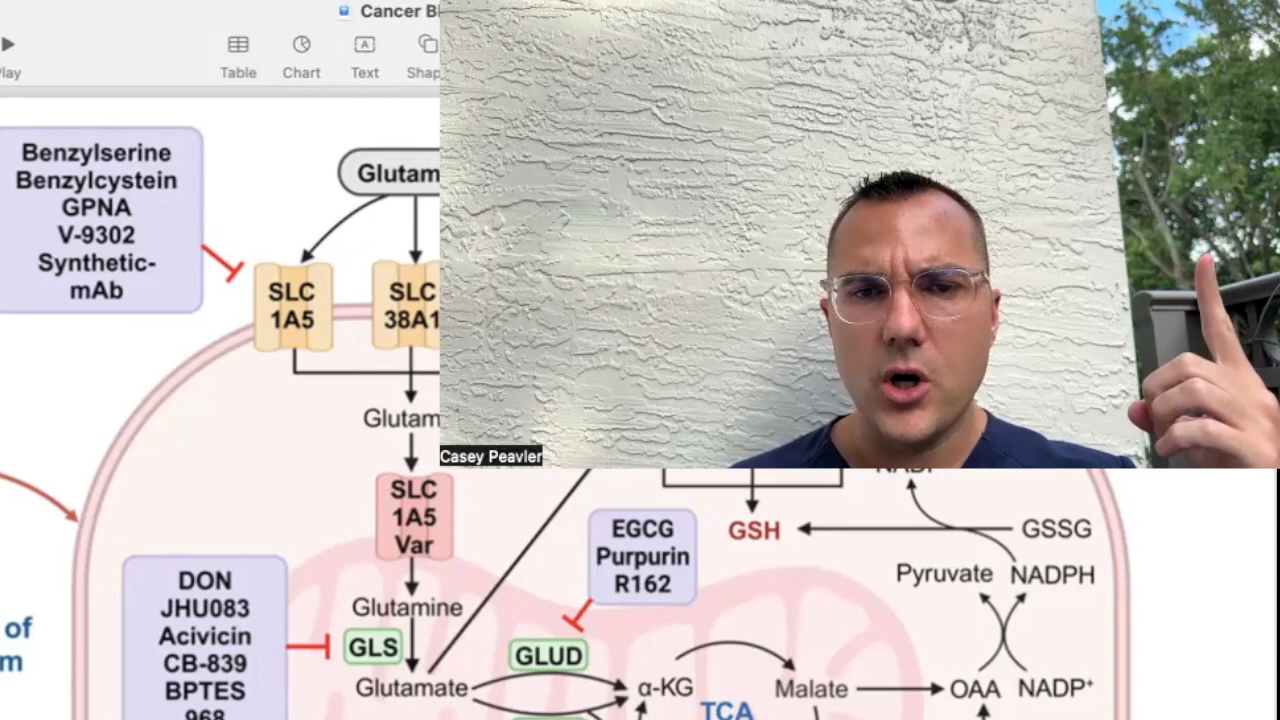 Cancer B
Play
Table
Chart
Text
Shap
Benzylserine
Benzylcystein
GPNA
V-9302
Synthetic-
mAb
Glutam
SLC
1A5
SLC
38A1
Casey Peavler
Glutam
SLC
1A5
Var
EGCG
Purpurin
R162
GSH
GSSG
Pyruvate
NADPH
DON
JHU083
Acivicin
CB-839
BPTES
968
of
m
Glutamine
GLS
GLUD
Glutamate
α-KG
Malate
OAA
NADP+
TCA